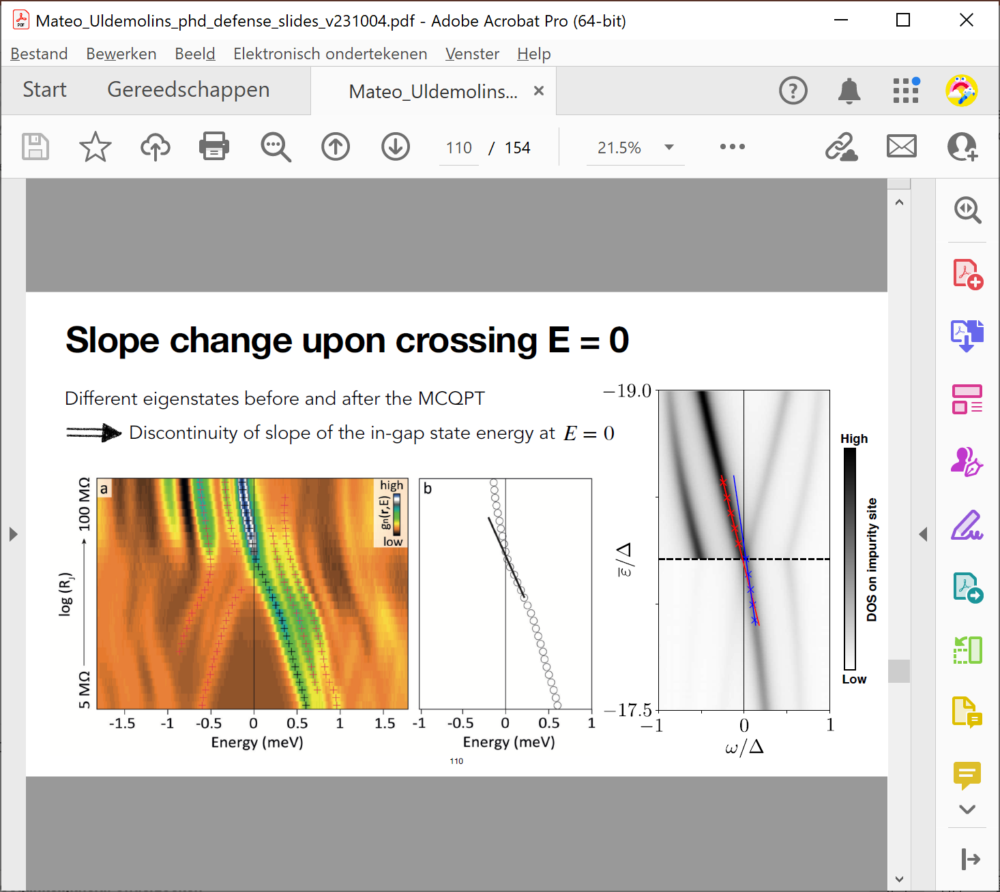 Mateo_Uldemolins_phd_defense_slides_v231004.pdf - Adobe Acrobat Pro (64-bit)
Bestand Bewerken Beeld Elektronisch ondertekenen Venster Help
Start Gereedschappen Mateo_Uldemolins... ×
110 / 154 21.5%
Slope change upon crossing E = 0
Different eigenstates before and after the MCQPT
Discontinuity of slope of the in-gap state energy at E = 0
a
high
gn(r,E)
low
100 MΩ
log (RJ)
5 MΩ
-1.5 -1 -0.5 0 0.5 1 1.5
Energy (meV)
b
-1 -0.5 0 0.5 1
Energy (meV)
−19.0
ε̅/Δ
−17.5
−1 0 1
ω/Δ
High
DOS on impurity site
Low
110